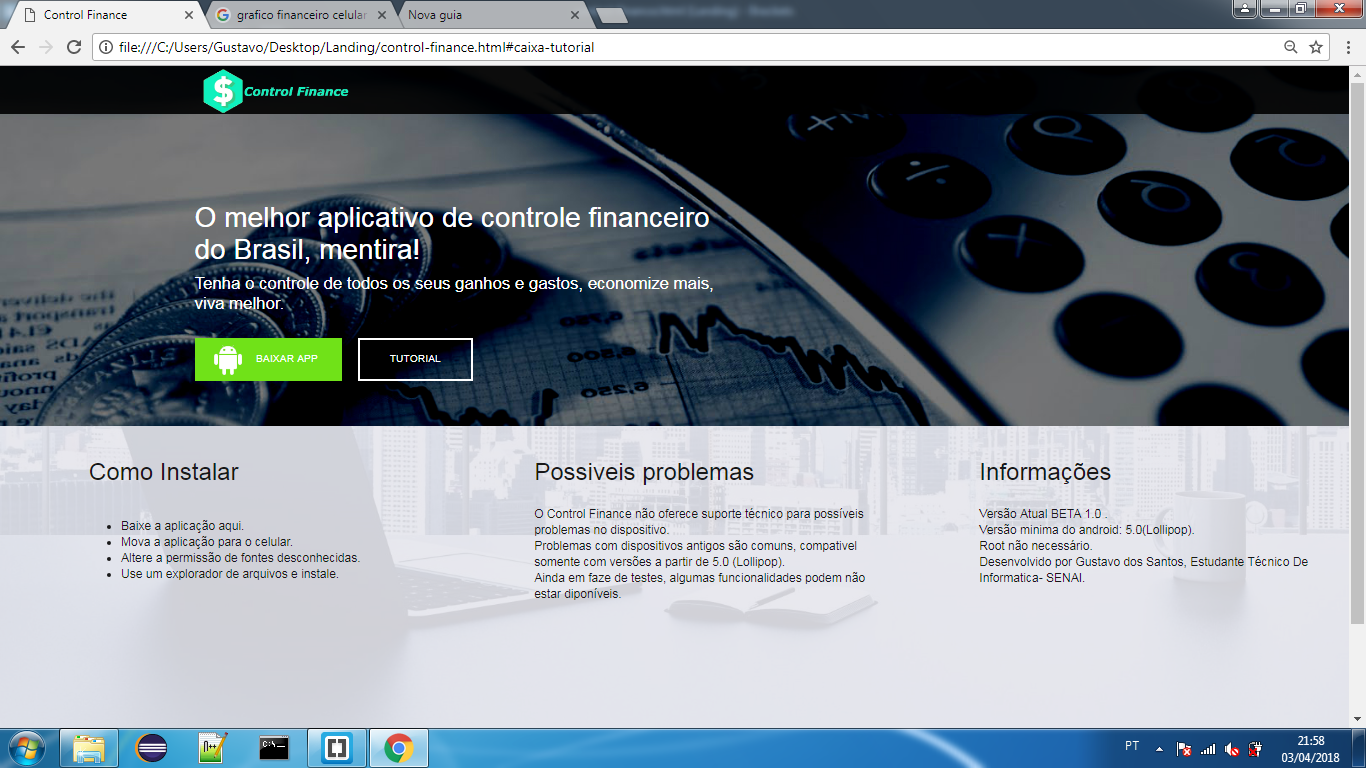 Control Finance
grafico financeiro celular
Nova guia
file:///C:/Users/Gustavo/Desktop/Landing/control-finance.html#caixa-tutorial
$
Control Finance
O melhor aplicativo de controle financeiro
do Brasil, mentira!
Tenha o controle de todos os seus ganhos e gastos, economize mais,
viva melhor.
BAIXAR APP
TUTORIAL
6,750
6,500
6,250
Como Instalar
Baixe a aplicação aqui.
Mova a aplicação para o celular.
Altere a permissão de fontes desconhecidas.
Use um explorador de arquivos e instale.
Possiveis problemas
O Control Finance não oferece suporte técnico para possíveis
problemas no dispositivo.
Problemas com dispositivos antigos são comuns, compativel
somente com versões a partir de 5.0 (Lollipop).
Ainda em faze de testes, algumas funcionalidades podem não
estar diponíveis.
Informações
Versão Atual BETA 1.0 .
Versão minima do android: 5.0(Lollipop).
Root não necessário.
Desenvolvido por Gustavo dos Santos, Estudante Técnico De
Informatica- SENAI.
PT
21:58
03/04/2018